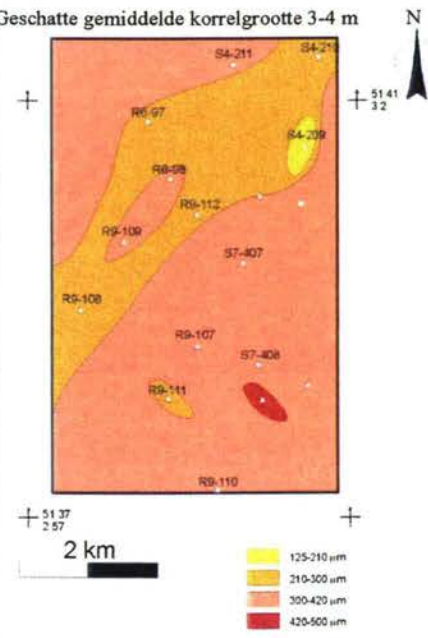 Geschatte gemiddelde korrelgrootte 3-4 m
N
S4-211
S4-210
51 41
3 2
R6-97
S4-209
R6-98
R9-112
R9-109
S7-407
R9-108
R9-107
S7-408
R9-111
R9-110
51 37
2 57
2 km
125-210 µm
210-300 µm
300-420 µm
420-500 µm